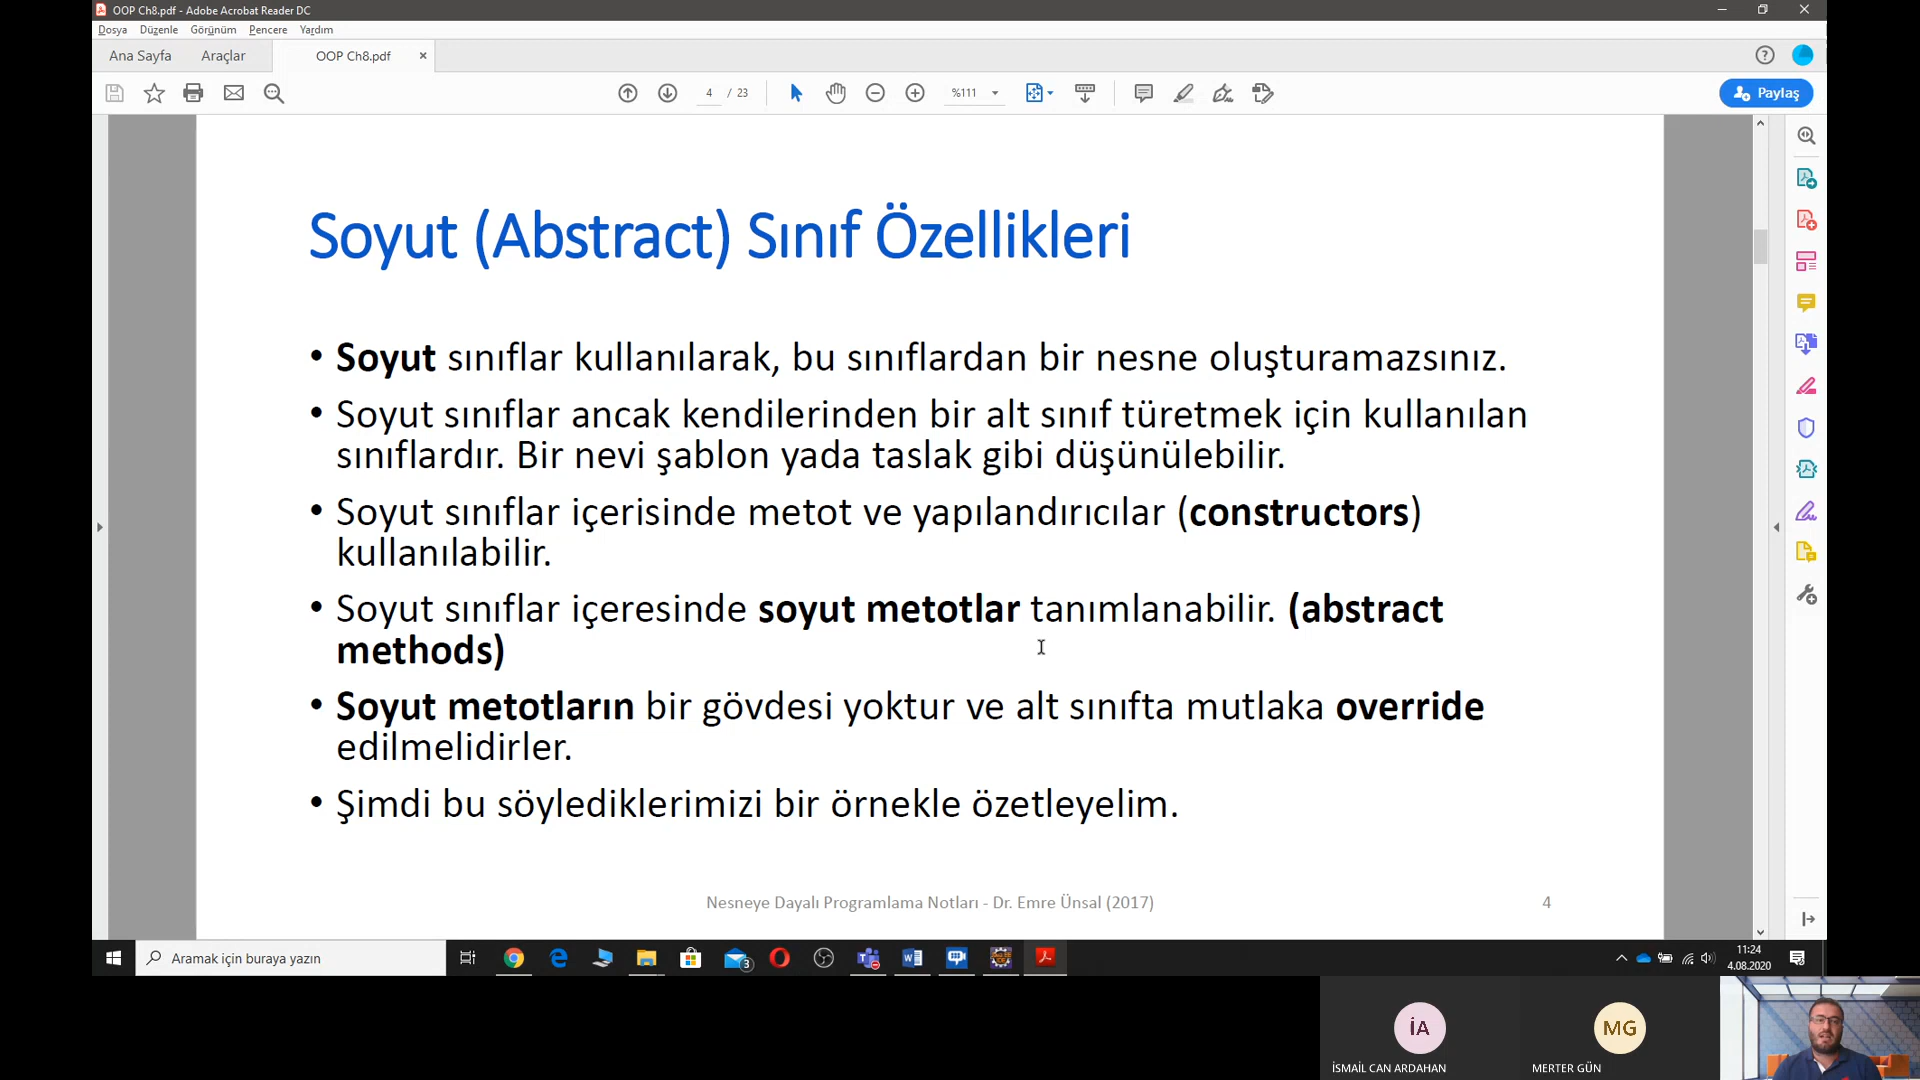 OOP Ch8.pdf - Adobe Acrobat Reader DC
Dosya Düzenle Görünüm Pencere Yardım
Ana Sayfa Araçlar OOP Ch8.pdf
4 / 23 %111 Paylaş
Soyut (Abstract) Sınıf Özellikleri
• Soyut sınıflar kullanılarak, bu sınıflardan bir nesne oluşturamazsınız.
• Soyut sınıflar ancak kendilerinden bir alt sınıf türetmek için kullanılan
sınıflardır. Bir nevi şablon yada taslak gibi düşünülebilir.
• Soyut sınıflar içerisinde metot ve yapılandırıcılar (constructors)
kullanılabilir.
• Soyut sınıflar içeresinde soyut metotlar tanımlanabilir. (abstract
methods)
• Soyut metotların bir gövdesi yoktur ve alt sınıfta mutlaka override
edilmelidirler.
• Şimdi bu söylediklerimizi bir örnekle özetleyelim.
Nesneye Dayalı Programlama Notları - Dr. Emre Ünsal (2017) 4
Aramak için buraya yazın 3 11:24
4.08.2020
İA MG
İSMAİL CAN ARDAHAN MERTER GÜN